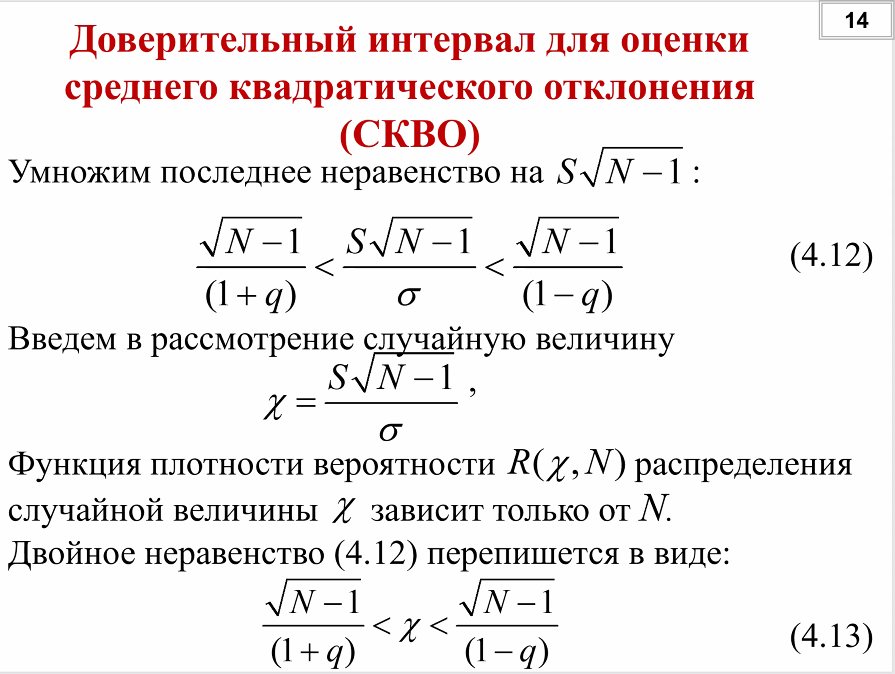 14
Доверительный интервал для оценки
среднего квадратического отклонения
(СКВО)
Умножим последнее неравенство на S√(N − 1) :
√(N − 1)/(1 + q) < S√(N − 1)/σ < √(N − 1)/(1 − q) (4.12)
Введем в рассмотрение случайную величину
χ = S√(N − 1)/σ ,
Функция плотности вероятности R(χ, N) распределения
случайной величины χ зависит только от N.
Двойное неравенство (4.12) перепишется в виде:
√(N − 1)/(1 + q) < χ < √(N − 1)/(1 − q) (4.13)